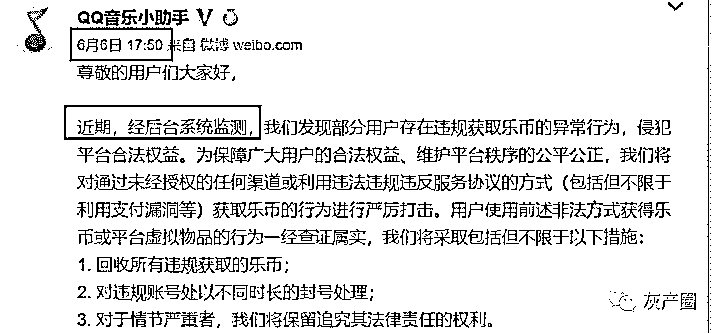 QQ音乐小助手
6月6日 17:50 来自 微博 weibo.com
尊敬的用户们大家好，
近期，经后台系统监测，我们发现部分用户存在违规获取乐币的异常行为，侵犯
平台合法权益。为保障广大用户的合法权益、维护平台秩序的公平公正，我们将
对通过未经授权的任何渠道或利用违法违规违反服务协议的方式（包括但不限于
利用支付漏洞等）获取乐币的行为进行严厉打击。用户使用前述非法方式获得乐
币或平台虚拟物品的行为一经查证属实，我们将采取包括但不限于以下措施：
1. 回收所有违规获取的乐币；
2. 对违规账号处以不同时长的封号处理；
3. 对于情节严重者，我们将保留追究其法律责任的权利。
灰产圈